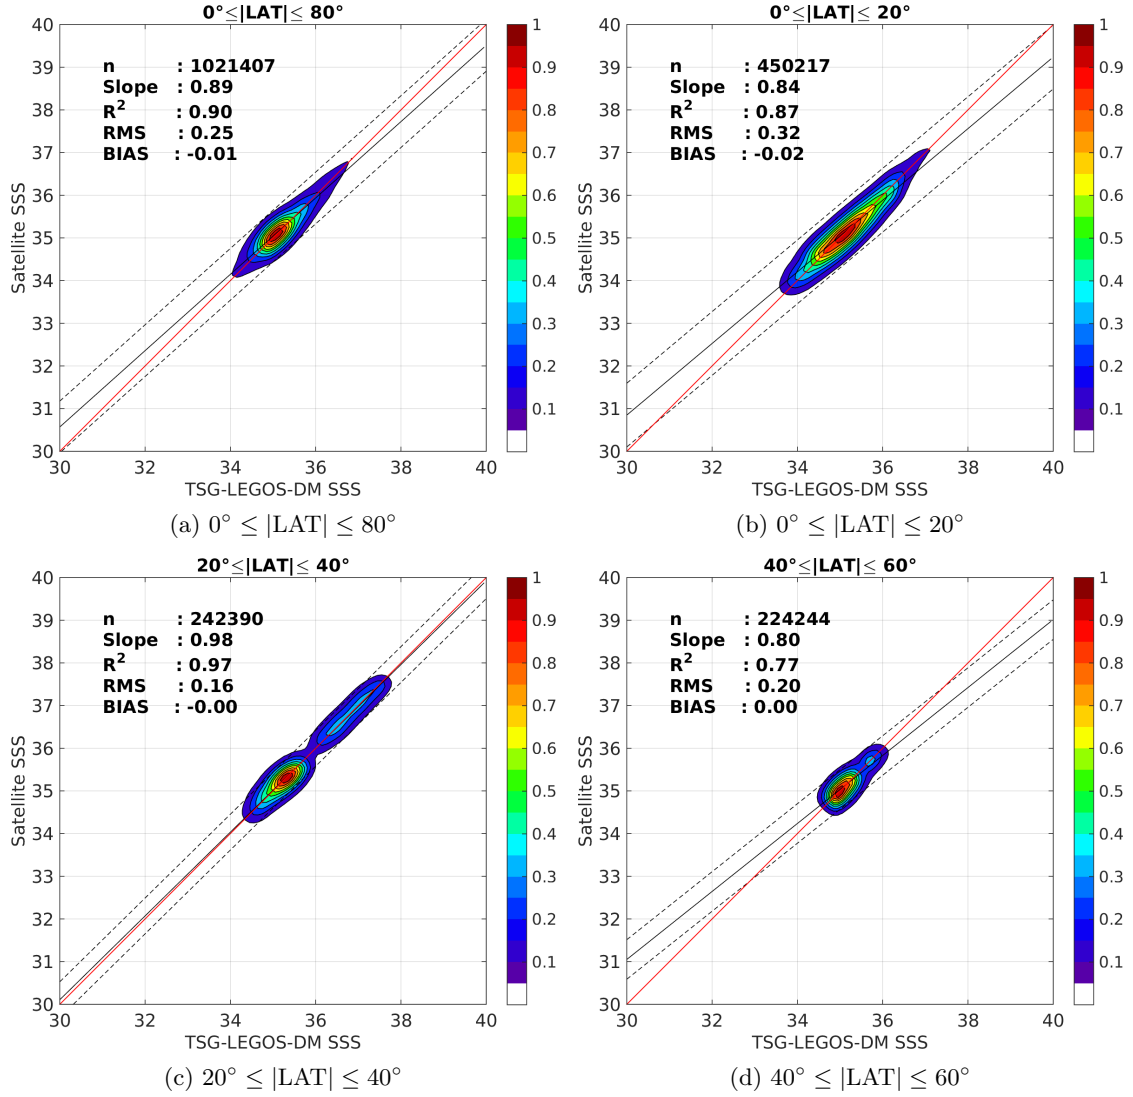 0°≤|LAT|≤ 80°
n : 1021407
Slope : 0.89
R² : 0.90
RMS : 0.25
BIAS : -0.01
40
39
38
37
36
35
34
33
32
31
30
Satellite SSS
30 32 34 36 38 40
TSG-LEGOS-DM SSS
1
0.9
0.8
0.7
0.6
0.5
0.4
0.3
0.2
0.1
(a) 0° ≤ |LAT| ≤ 80°
0°≤|LAT|≤ 20°
n : 450217
Slope : 0.84
R² : 0.87
RMS : 0.32
BIAS : -0.02
40
39
38
37
36
35
34
33
32
31
30
Satellite SSS
30 32 34 36 38 40
TSG-LEGOS-DM SSS
1
0.9
0.8
0.7
0.6
0.5
0.4
0.3
0.2
0.1
(b) 0° ≤ |LAT| ≤ 20°
20°≤|LAT|≤ 40°
n : 242390
Slope : 0.98
R² : 0.97
RMS : 0.16
BIAS : -0.00
40
39
38
37
36
35
34
33
32
31
30
Satellite SSS
30 32 34 36 38 40
TSG-LEGOS-DM SSS
1
0.9
0.8
0.7
0.6
0.5
0.4
0.3
0.2
0.1
(c) 20° ≤ |LAT| ≤ 40°
40°≤|LAT|≤ 60°
n : 224244
Slope : 0.80
R² : 0.77
RMS : 0.20
BIAS : 0.00
40
39
38
37
36
35
34
33
32
31
30
Satellite SSS
30 32 34 36 38 40
TSG-LEGOS-DM SSS
1
0.9
0.8
0.7
0.6
0.5
0.4
0.3
0.2
0.1
(d) 40° ≤ |LAT| ≤ 60°